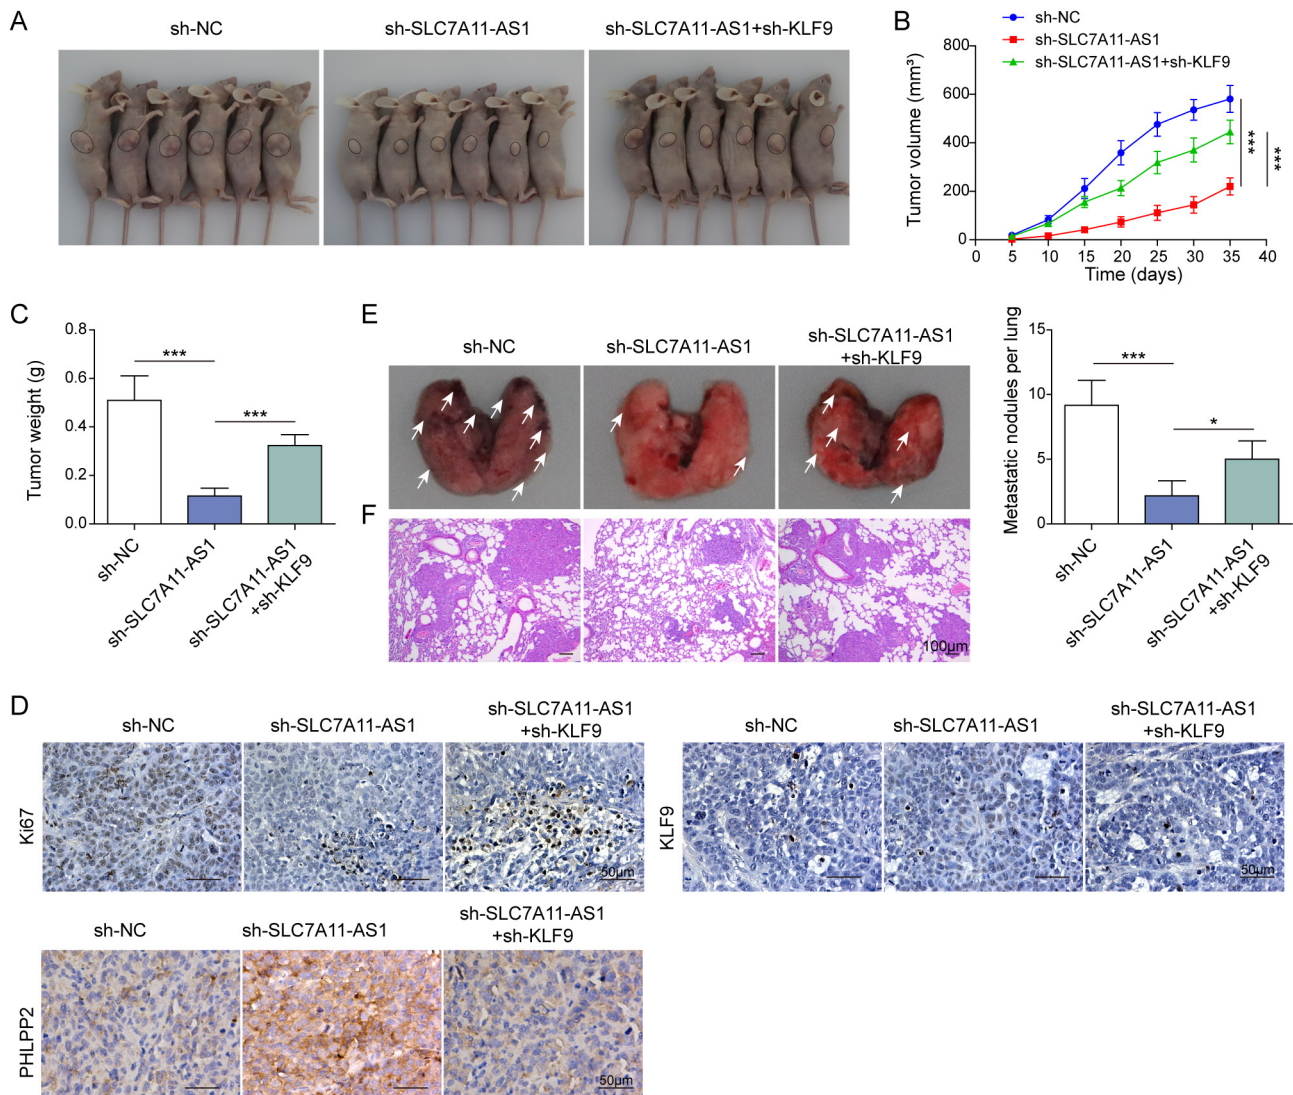 A
sh-NC
sh-SLC7A11-AS1
sh-SLC7A11-AS1+sh-KLF9
B
sh-NC
sh-SLC7A11-AS1
sh-SLC7A11-AS1+sh-KLF9
Tumor volume (mm³)
800
600
400
200
0
0
5
10
15
20
25
30
35
40
Time (days)
***
***
C
Tumor weight (g)
0.8
0.6
0.4
0.2
0.0
***
***
sh-NC
sh-SLC7A11-AS1
sh-SLC7A11-AS1
+sh-KLF9
E
sh-NC
sh-SLC7A11-AS1
sh-SLC7A11-AS1
+sh-KLF9
F
100μm
Metastatic nodules per lung
15
10
5
0
***
*
sh-NC
sh-SLC7A11-AS1
sh-SLC7A11-AS1
+sh-KLF9
D
sh-NC
sh-SLC7A11-AS1
sh-SLC7A11-AS1
+sh-KLF9
Ki67
50μm
sh-NC
sh-SLC7A11-AS1
sh-SLC7A11-AS1
+sh-KLF9
KLF9
50μm
sh-NC
sh-SLC7A11-AS1
sh-SLC7A11-AS1
+sh-KLF9
PHLPP2
50μm